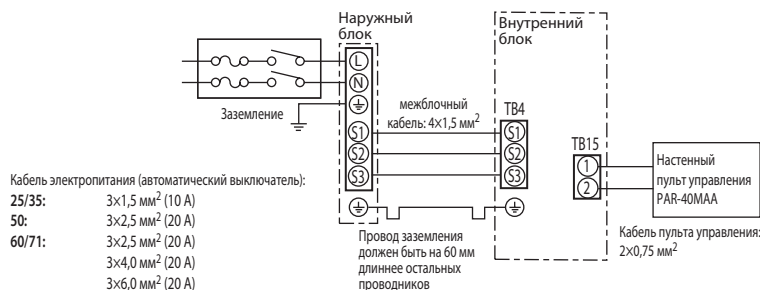 Наружный
блок
Внутренний
блок
L
N
Заземление
межблочный
кабель: 4×1,5 мм²
TB4
S1
S2
S3
S1
S2
S3
TB15
1
2
Настенный
пульт управления
PAR-40MAA
Кабель пульта управления:
2×0,75 мм²
Провод заземления
должен быть на 60 мм
длиннее остальных
проводников
Кабель электропитания (автоматический выключатель):
25/35: 3×1,5 мм² (10 А)
50: 3×2,5 мм² (20 А)
60/71: 3×2,5 мм² (20 А)
3×4,0 мм² (20 А)
3×6,0 мм² (20 А)